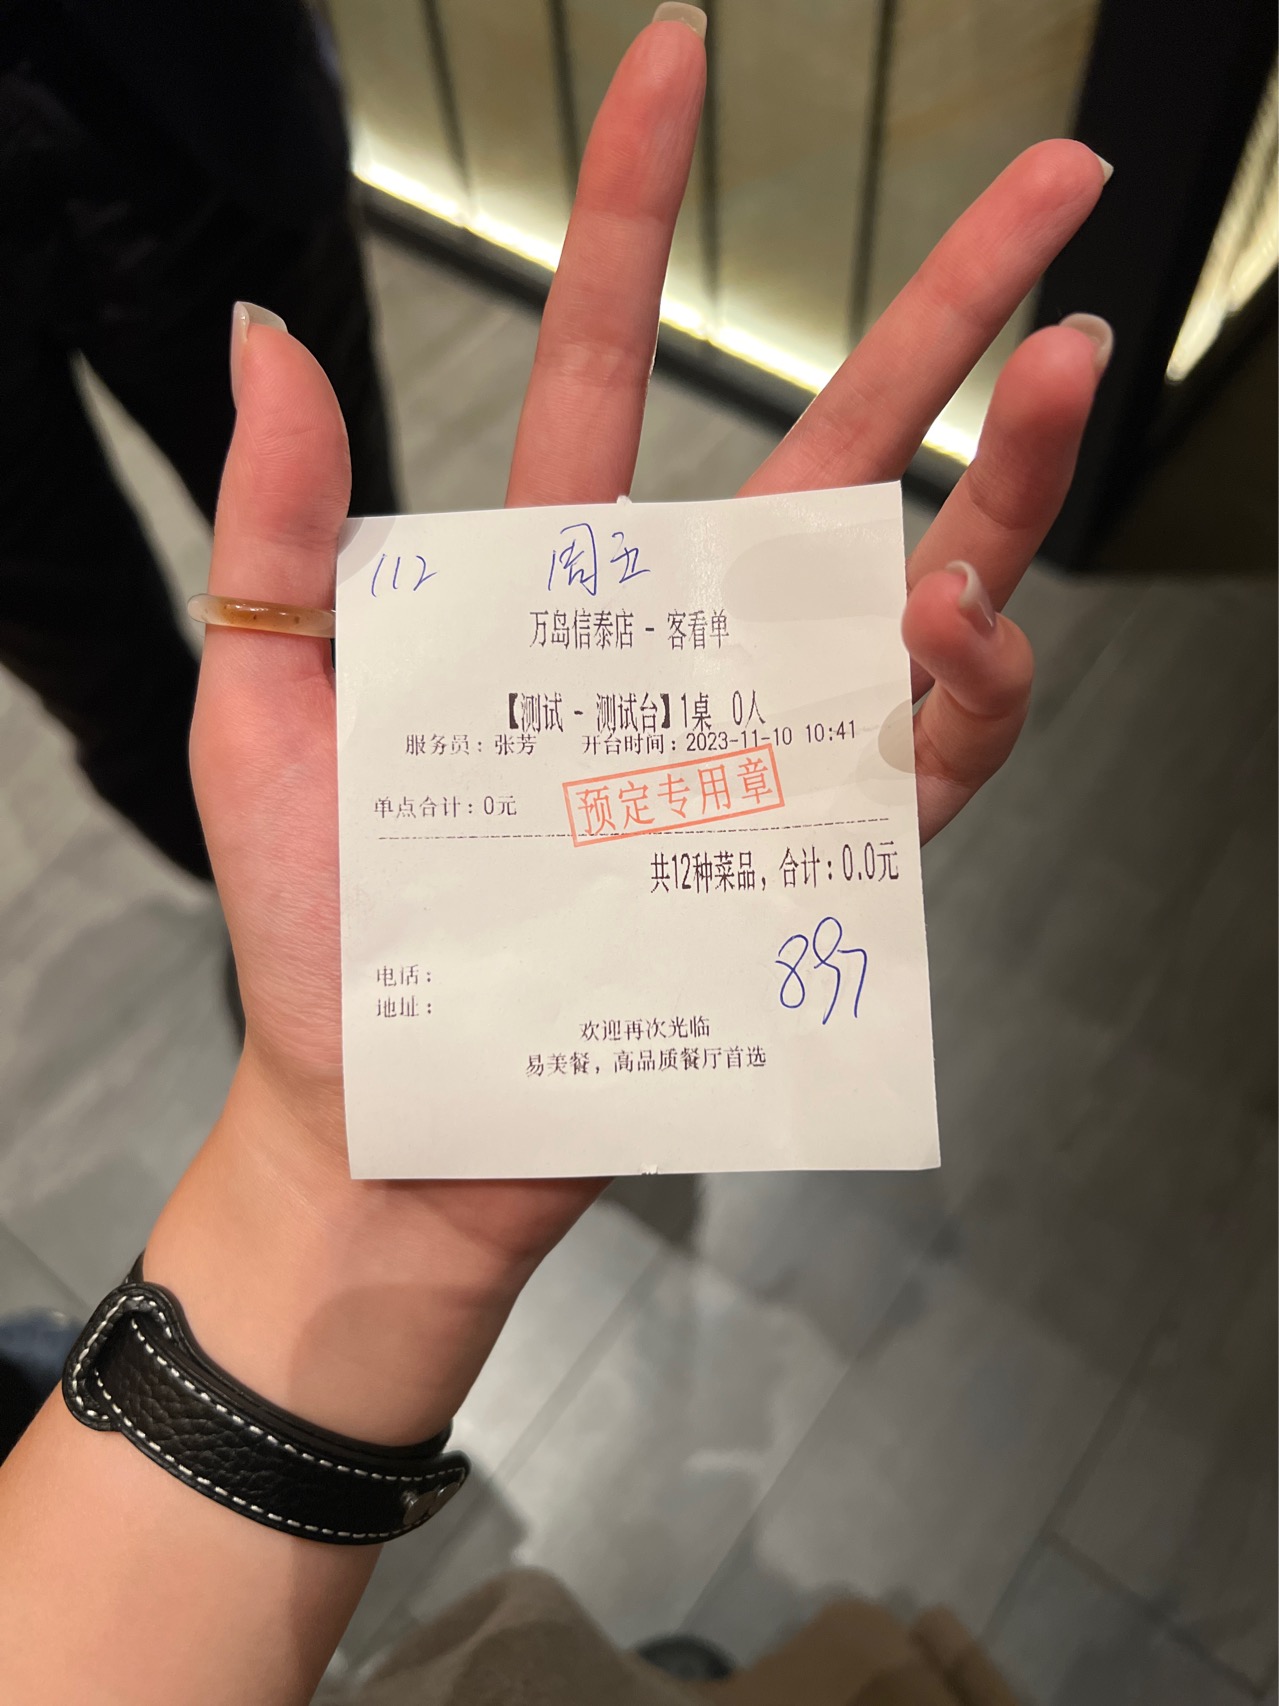 112 周五
万岛信泰店 - 客看单
【测试 - 测试台】1桌 0人
服务员：张芳 开台时间：2023-11-10 10:41
单点合计：0元
预定专用章
共12种菜品，合计：0.0元
8号
电话：
地址：
欢迎再次光临
易美餐，高品质餐厅首选